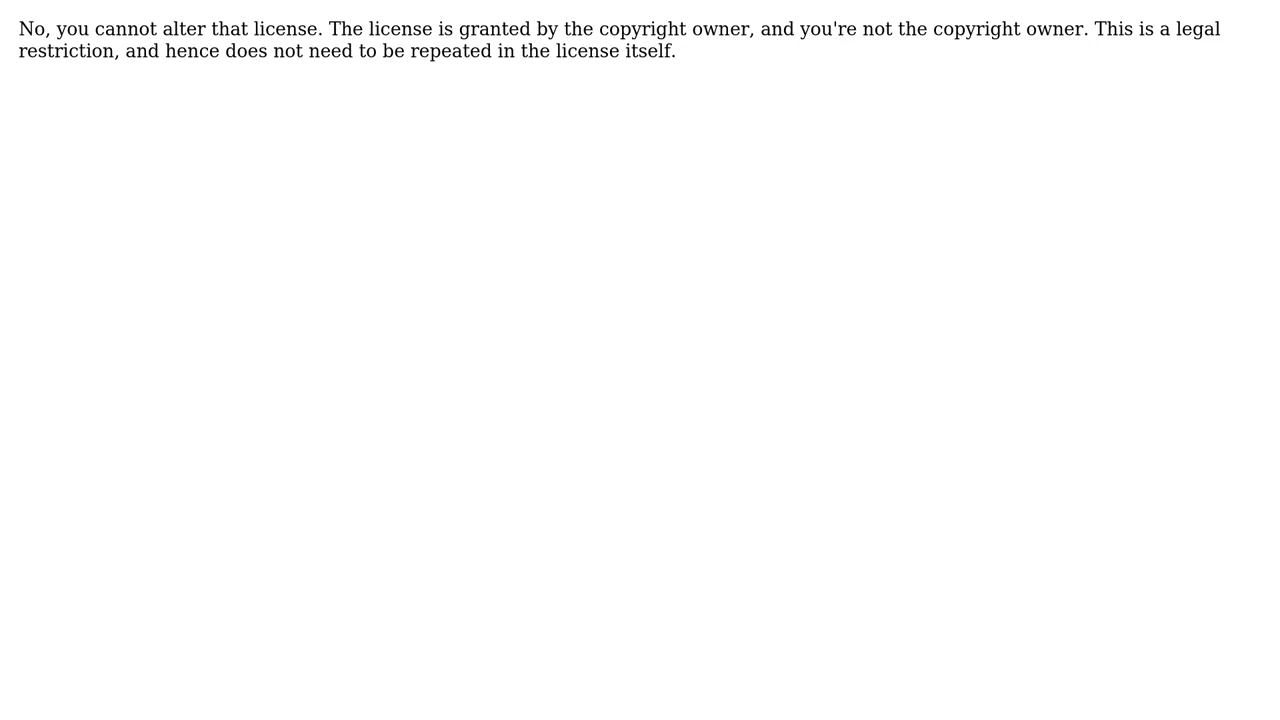 No, you cannot alter that license. The license is granted by the copyright owner, and you're not the copyright owner. This is a legal
restriction, and hence does not need to be repeated in the license itself.